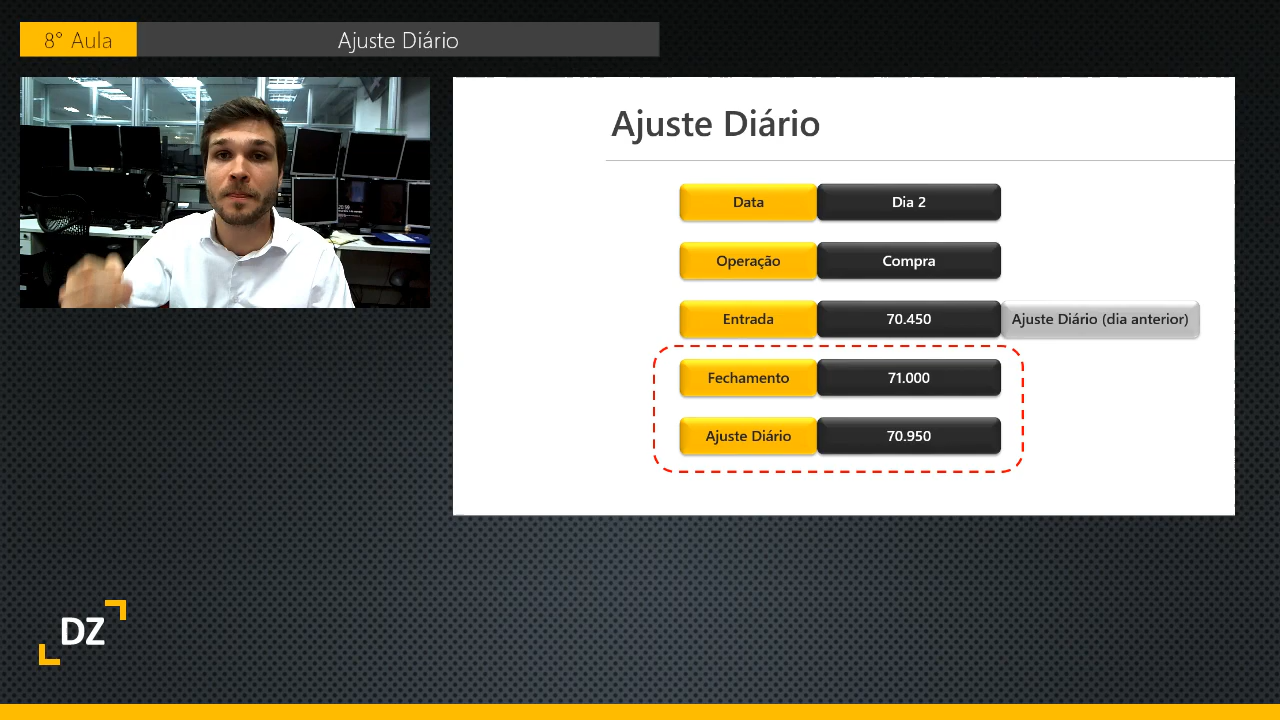 8° Aula
Ajuste Diário
Ajuste Diário
Data
Dia 2
Operação
Compra
Entrada
70.450
Ajuste Diário (dia anterior)
Fechamento
71.000
Ajuste Diário
70.950
DZ